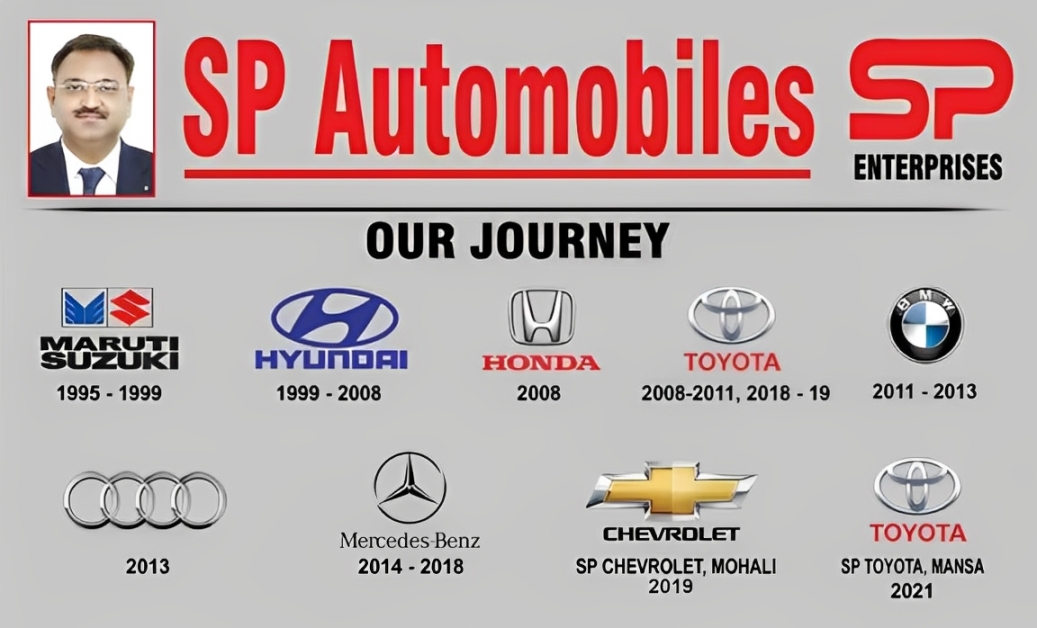 SP Automobiles
SP
ENTERPRISES
OUR JOURNEY
MARUTI
SUZUKI
1995 - 1999
HYUNDAI
1999 - 2008
HONDA
2008
TOYOTA
2008-2011, 2018 - 19
BMW
2011 - 2013
2013
Mercedes-Benz
2014 - 2018
CHEVROLET
SP CHEVROLET, MOHALI
2019
TOYOTA
SP TOYOTA, MANSA
2021